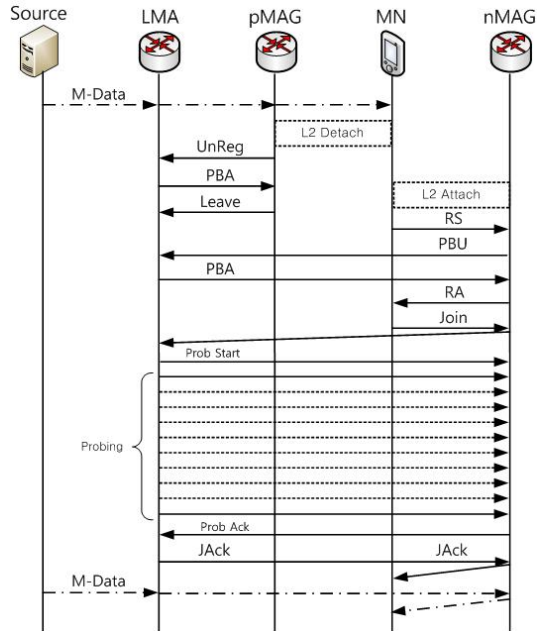 Source LMA pMAG MN nMAG
M-Data
L2 Detach
UnReg
PBA
L2 Attach
Leave
RS
PBU
PBA
RA
Join
Prob Start
Probing
Prob Ack
JAck JAck
M-Data